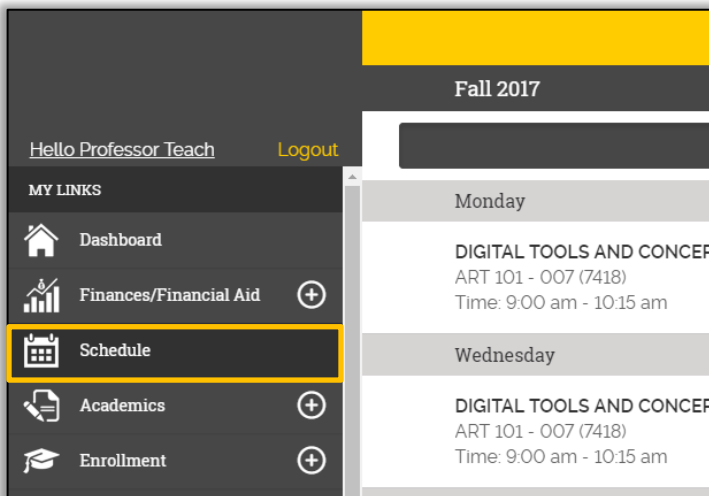 Hello Professor Teach Logout
MY LINKS
Dashboard
Finances/Financial Aid
Schedule
Academics
Enrollment
Fall 2017
Monday
DIGITAL TOOLS AND
ART 101 - 007 (7418)
Time: 9:00 am - 10:15 am
Wednesday
DIGITAL TOOLS AND
ART 101 - 007 (7418)
Time: 9:00 am - 10:15 am